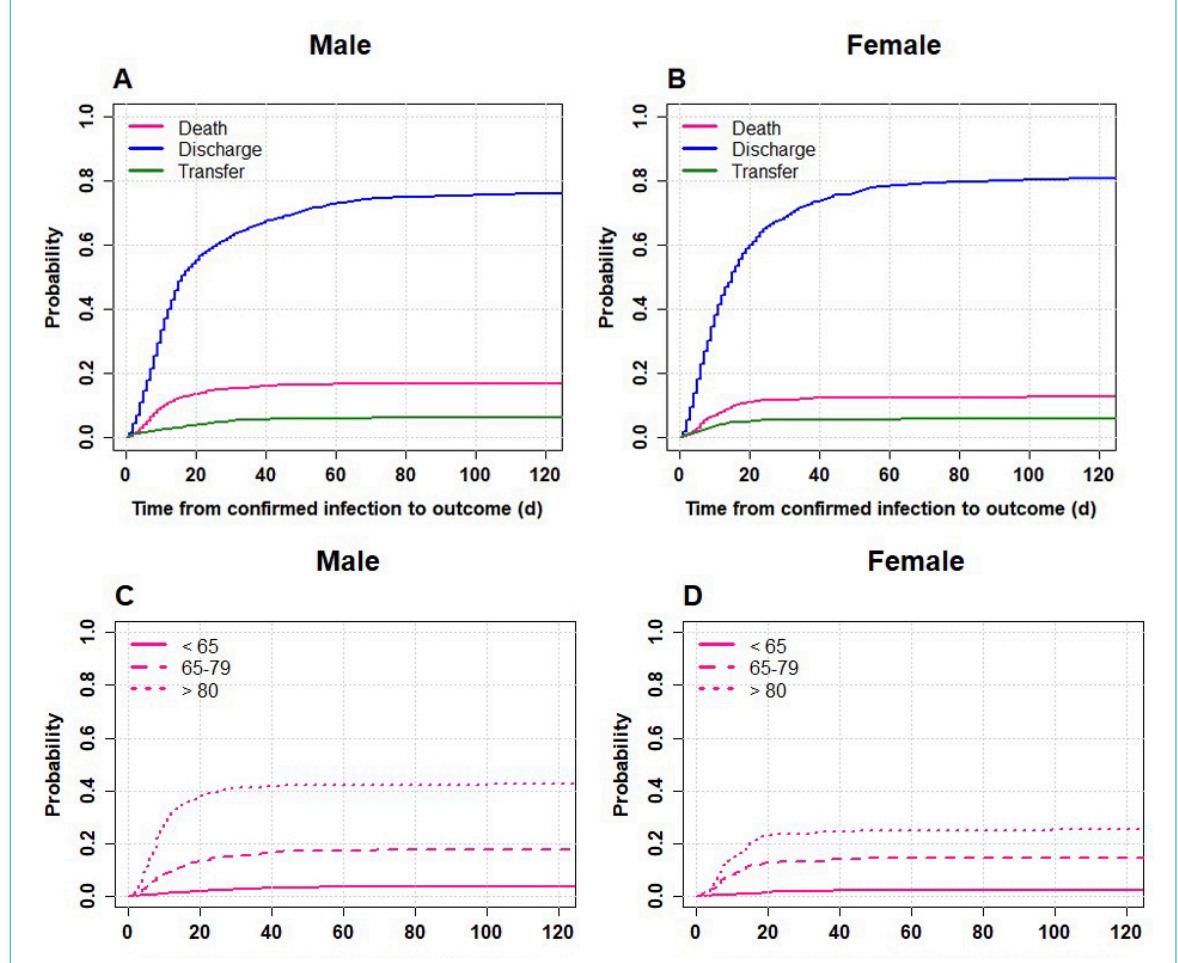 Male
Female
A
B
Death
Discharge
Transfer
Death
Discharge
Transfer
Probability
0.0 0.2 0.4 0.6 0.8 1.0
Probability
0.0 0.2 0.4 0.6 0.8 1.0
0 20 40 60 80 100 120
0 20 40 60 80 100 120
Time from confirmed infection to outcome (d)
Time from confirmed infection to outcome (d)
Male
Female
C
D
< 65
65-79
> 80
< 65
65-79
> 80
Probability
0.0 0.2 0.4 0.6 0.8 1.0
Probability
0.0 0.2 0.4 0.6 0.8 1.0
0 20 40 60 80 100 120
0 20 40 60 80 100 120